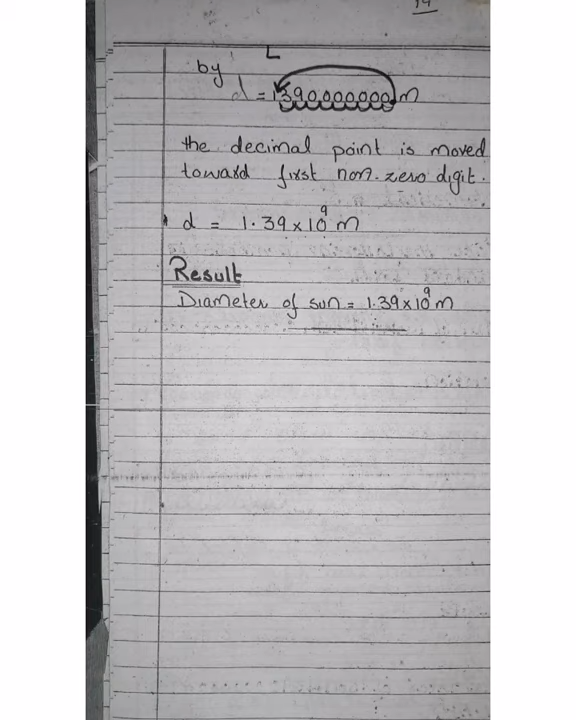 14
by
d = 1390000000 m
the decimal point is moved
toward first non.zero digit.
d = 1.39×10⁹ m
Result
Diameter of sun = 1.39×10⁹ m